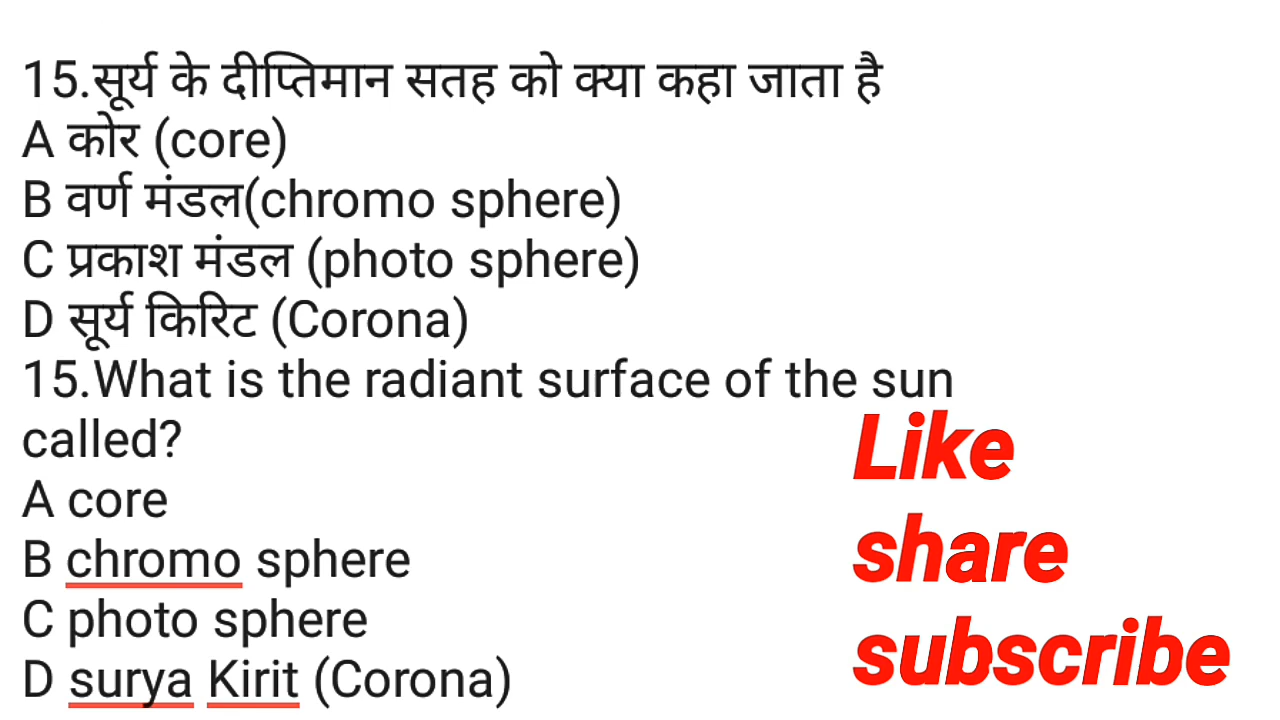 15.सूर्य के दीप्तिमान सतह को क्या कहा जाता है
A कोर (core)
B वर्ण मंडल(chromo sphere)
C प्रकाश मंडल (photo sphere)
D सूर्य किरिट (Corona)
15.What is the radiant surface of the sun
called?
A core
B chromo sphere
C photo sphere
D surya Kirit (Corona)
Like
share
subscribe